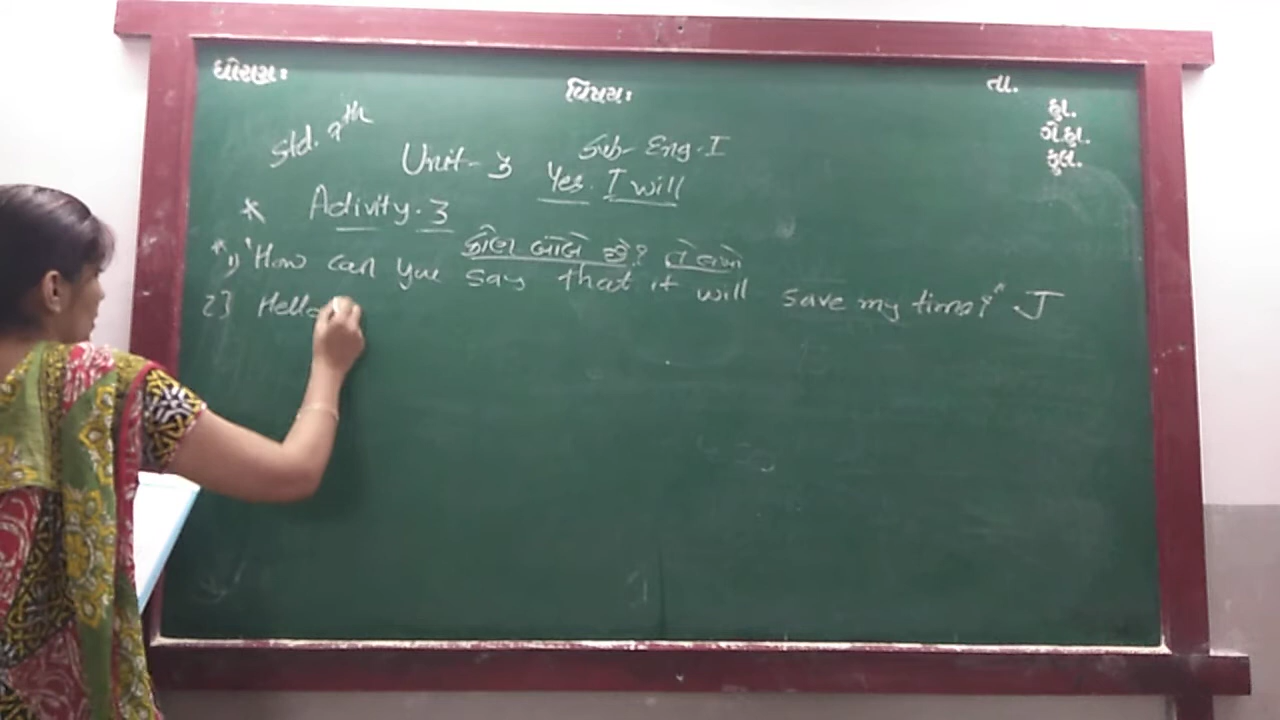 ધોરણઃ
વિષયઃ
તા.
હા.
ગે.હા.
કુલ.
Std. 9th
Unit-3
Sub- Eng. I
Yes. I will
* Activity. 3
કોણ બોલે છે? તે લખો
*1) "How can you say that it will save my time?" J
2] Hello